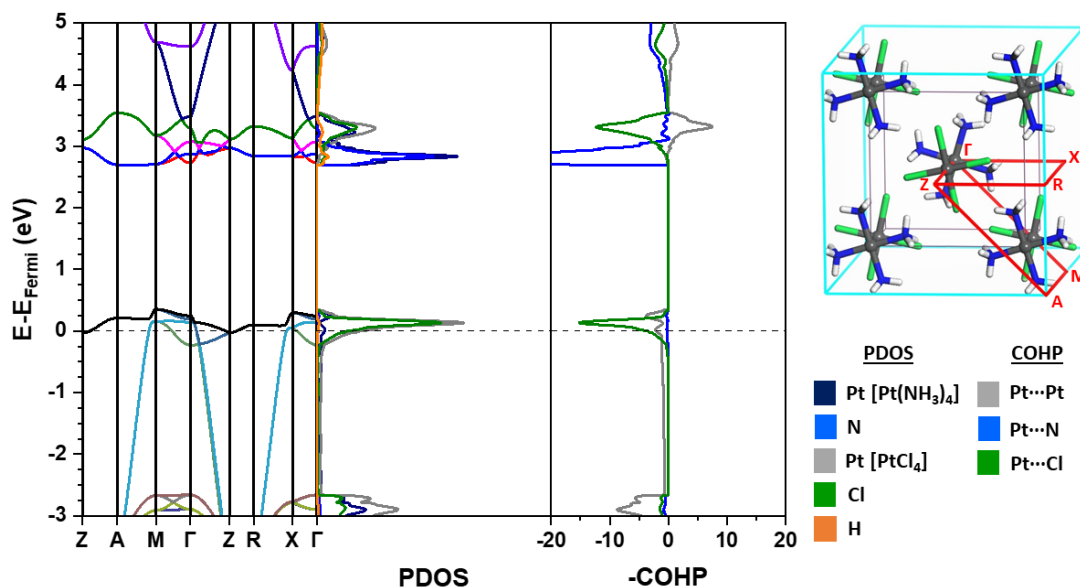 E-E_Fermi (eV)
5
4
3
2
1
0
-1
-2
-3
Z A M Γ Z R X Γ
PDOS
-20 -10 0 10 20
-COHP
Γ
X
Z
R
M
A
PDOS COHP
Pt [Pt(NH₃)₄] Pt···Pt
N Pt···N
Pt [PtCl₄] Pt···Cl
Cl
H